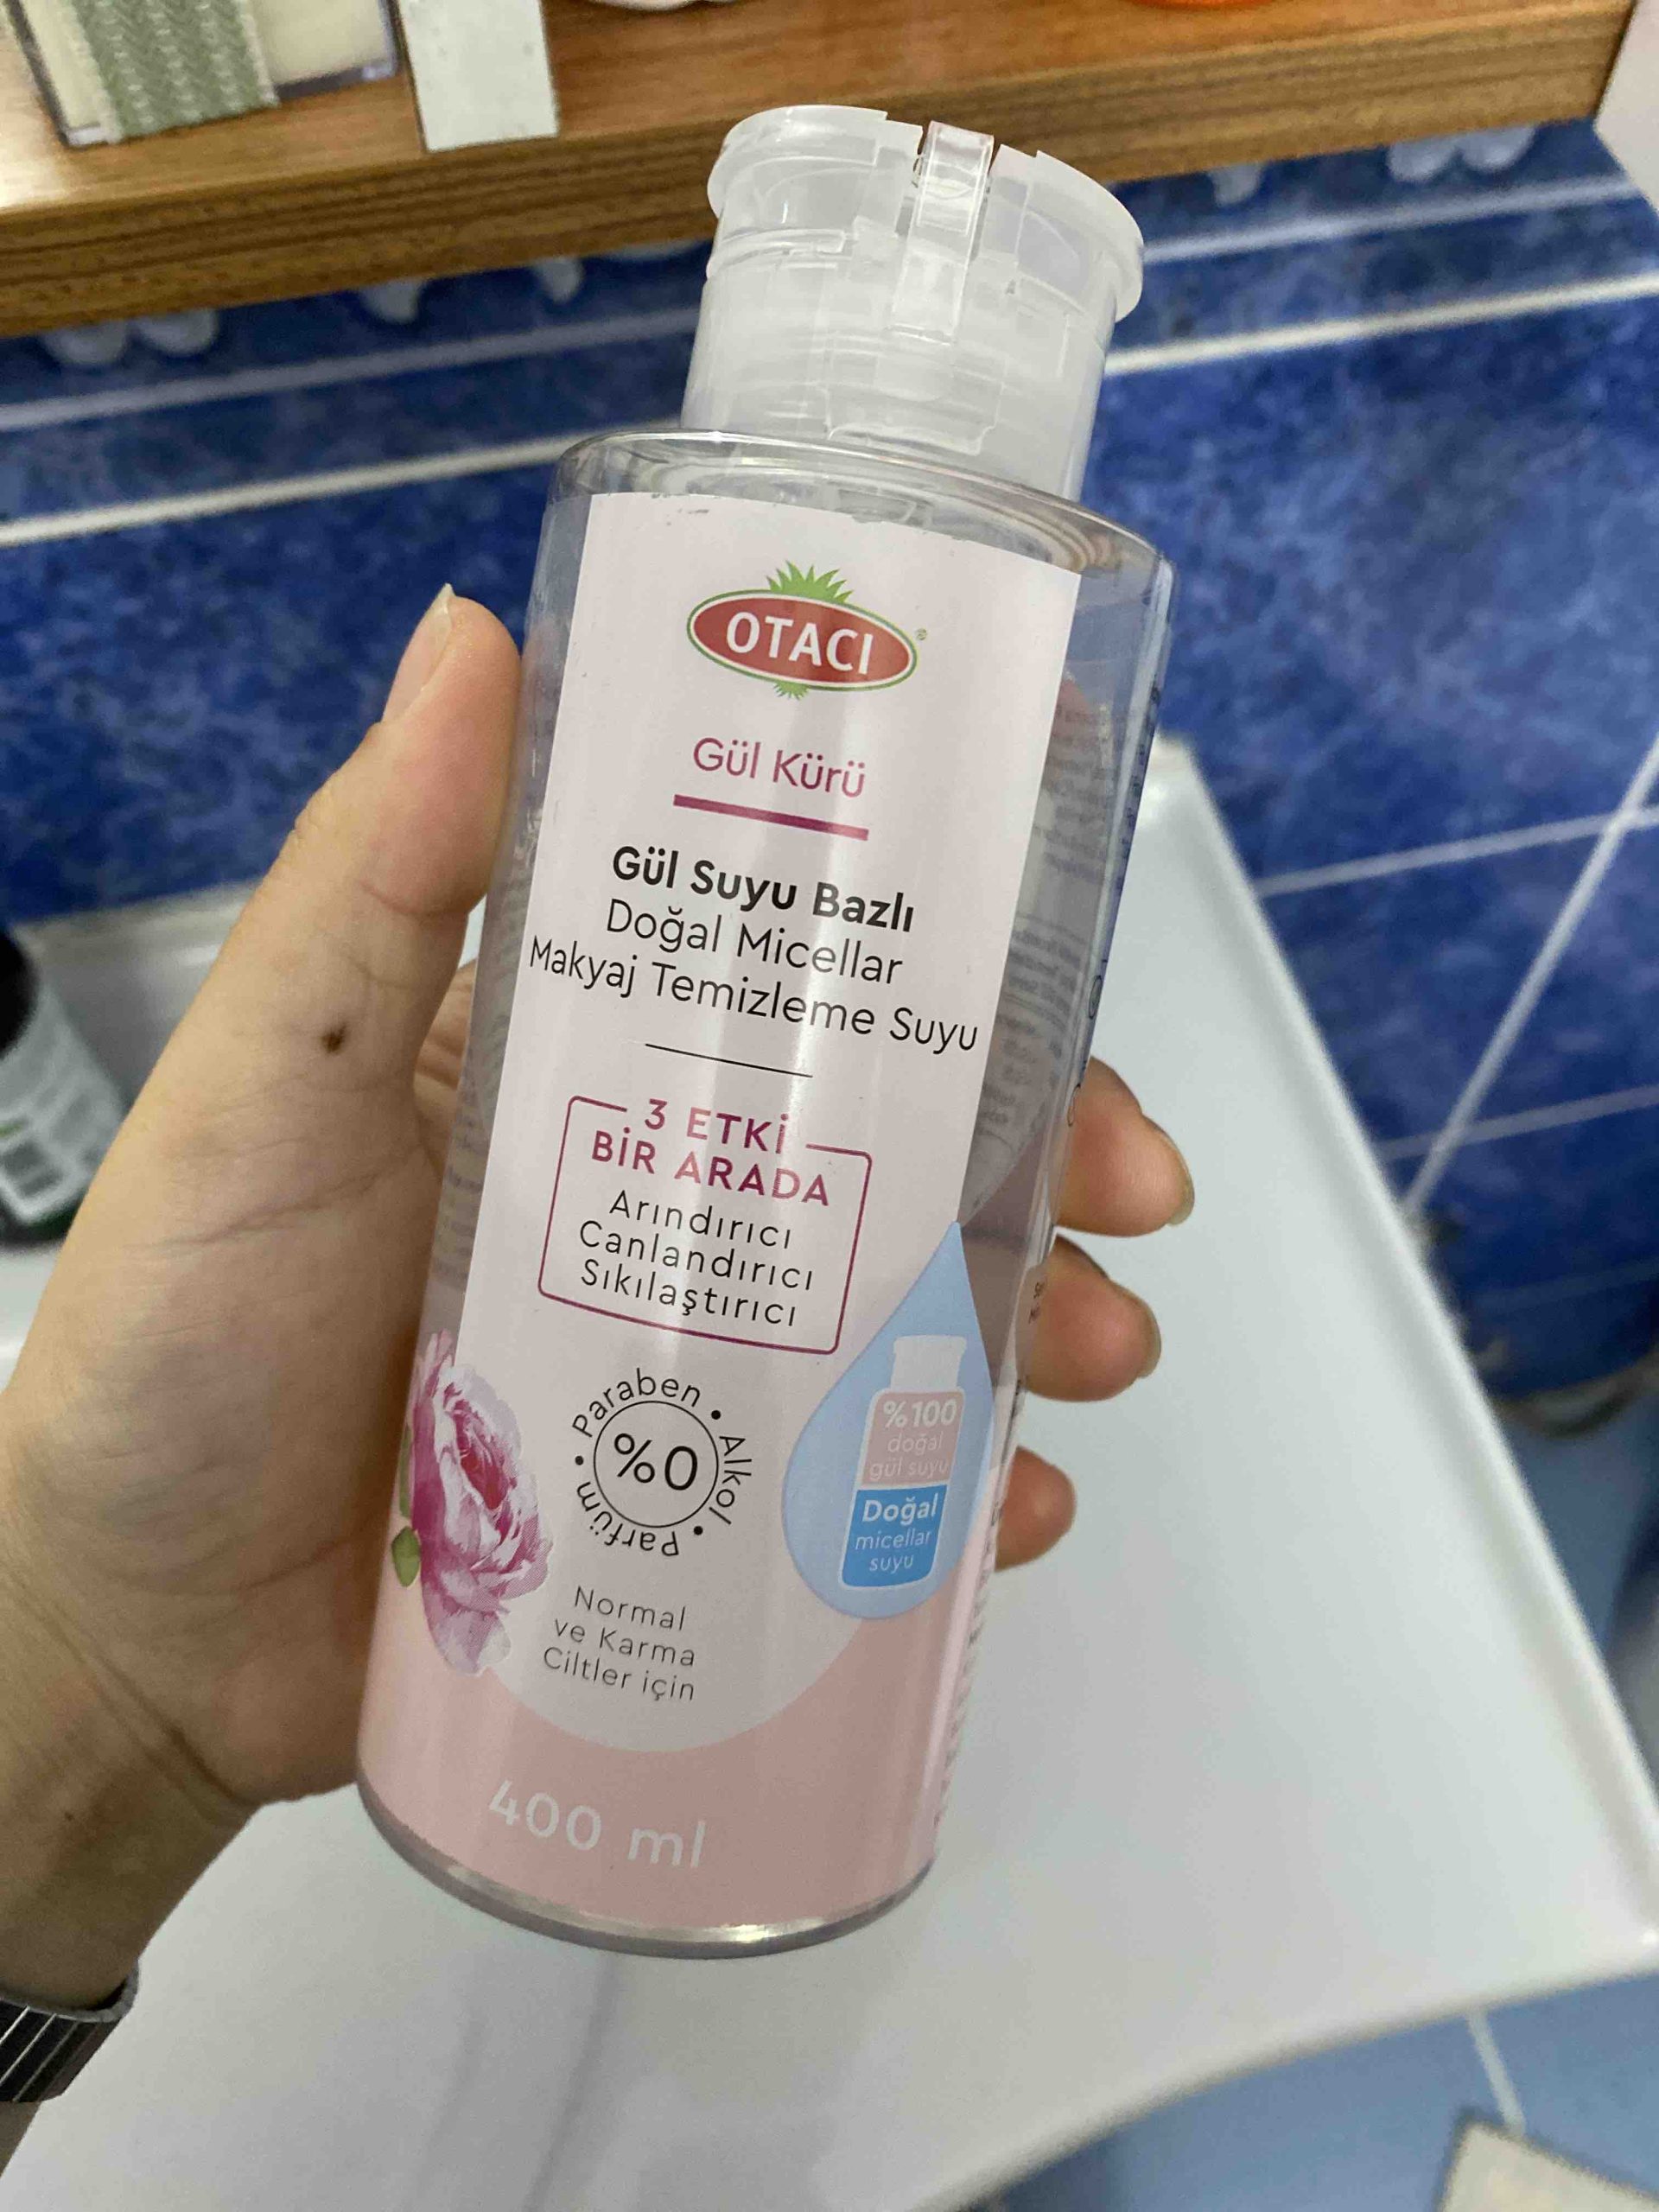 OTACI
Gül Kürü
Gül Suyu Bazlı
Doğal Micellar
Makyaj Temizleme Suyu
3 ETKİ
BİR ARADA
Arındırıcı
Canlandırıcı
Sıkılaştırıcı
Paraben • Alkol • Parfüm •
%0
%100
doğal
gül suyu
Doğal
micellar
suyu
Normal
ve Karma
Ciltler için
400 ml